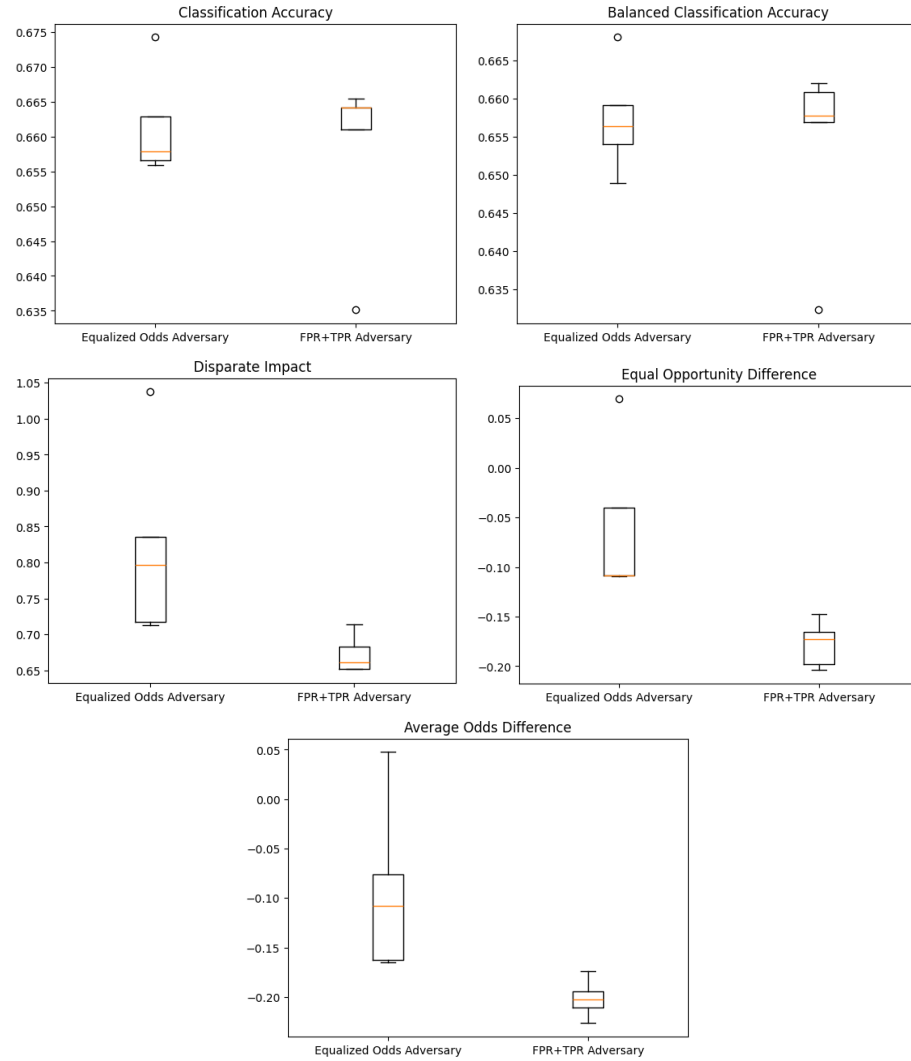 Classification Accuracy
0.675
0.670
0.665
0.660
0.655
0.650
0.645
0.640
0.635
Equalized Odds Adversary
FPR+TPR Adversary
Balanced Classification Accuracy
0.665
0.660
0.655
0.650
0.645
0.640
0.635
Equalized Odds Adversary
FPR+TPR Adversary
Disparate Impact
1.05
1.00
0.95
0.90
0.85
0.80
0.75
0.70
0.65
Equalized Odds Adversary
FPR+TPR Adversary
Equal Opportunity Difference
0.05
0.00
−0.05
−0.10
−0.15
−0.20
Equalized Odds Adversary
FPR+TPR Adversary
Average Odds Difference
0.05
0.00
−0.05
−0.10
−0.15
−0.20
Equalized Odds Adversary
FPR+TPR Adversary